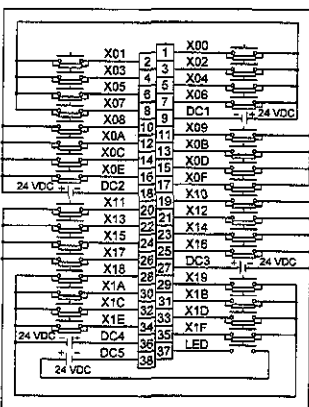 1 X00
X01 2
3 X02
X03 4
5 X04
X05 6
7 X06
X07 8
9 DC1 + - 24 VDC
X08 10
11 X09
X0A 12
13 X0B
X0C 14
15 X0D
X0E 16
17 X0F
24 VDC + - DC2 18
19 X10
X11 20
21 X12
X13 22
23 X14
X15 24
25 X16
X17 26
27 DC3 + - 24 VDC
X18 28
29 X19
X1A 30
31 X1B
X1C 32
33 X1D
X1E 34
35 X1F
24 VDC DC4 36
37 LED
24 VDC DC5 38